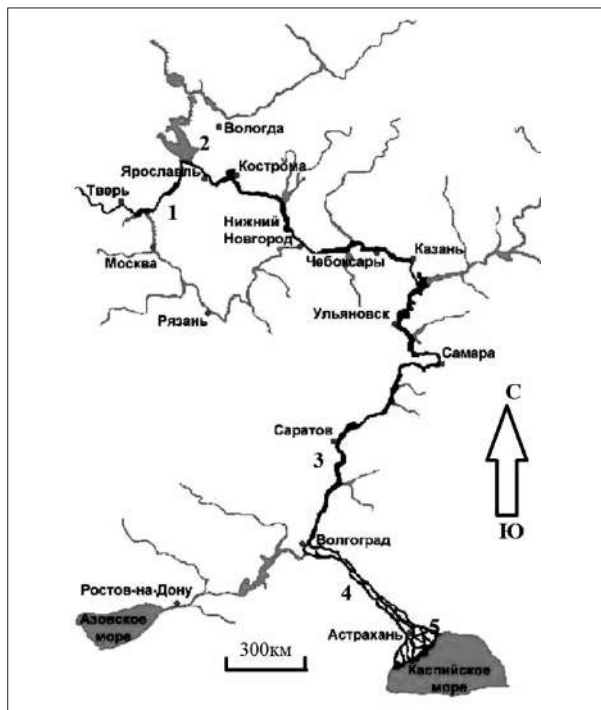 2
Вологда
Ярославль
Кострома
Тверь
1
Нижний
Новгород
Чебоксары
Казань
Москва
Рязань
Ульяновск
Самара
С
Саратов
3
Ю
Волгоград
Ростов-на-Дону
4
Азовское
море
Астрахань
5
300км
Каспийское
море